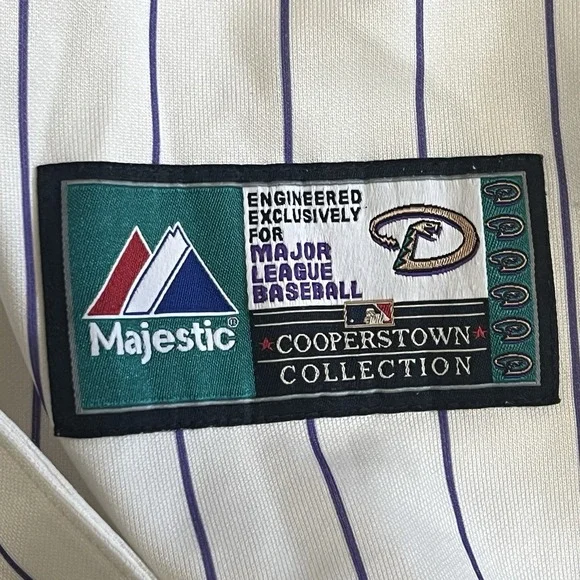 Majestic®
ENGINEERED
EXCLUSIVELY
FOR
MAJOR
LEAGUE
BASEBALL
COOPERSTOWN
COLLECTION